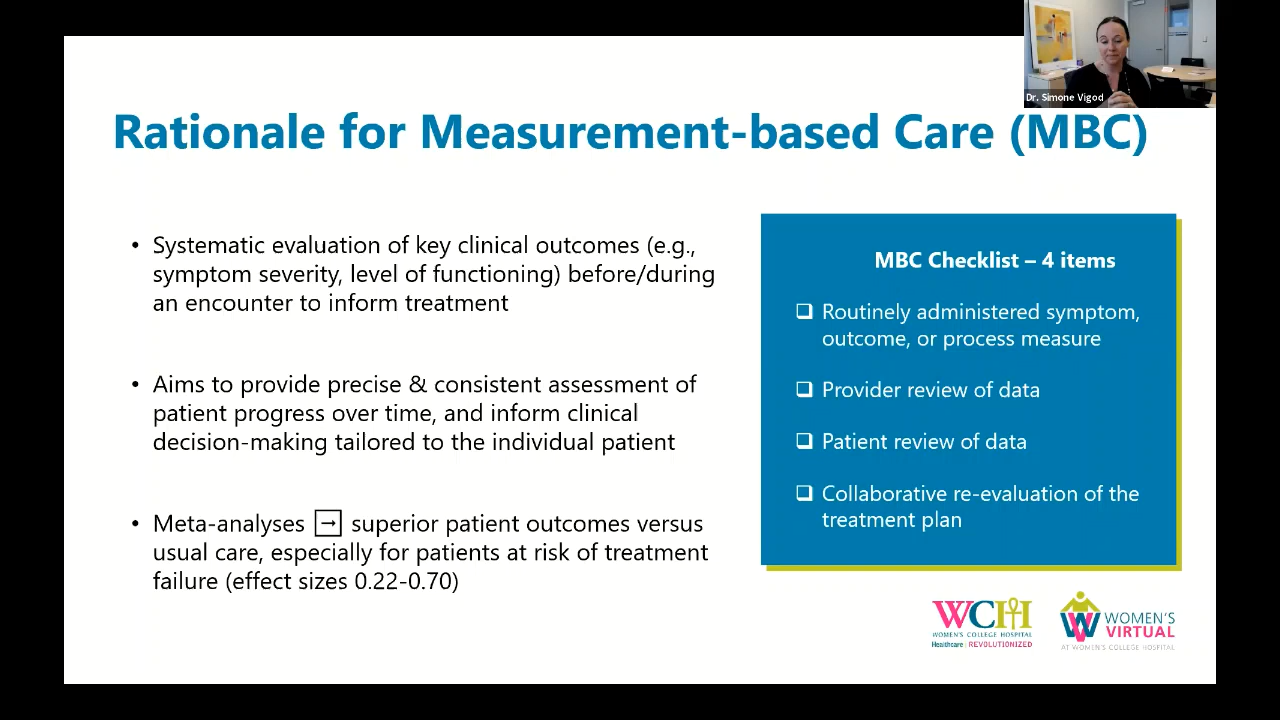 Dr. Simone Vigod
Rationale for Measurement-based Care (MBC)
• Systematic evaluation of key clinical outcomes (e.g.,
symptom severity, level of functioning) before/during
an encounter to inform treatment
• Aims to provide precise & consistent assessment of
patient progress over time, and inform clinical
decision-making tailored to the individual patient
• Meta-analyses → superior patient outcomes versus
usual care, especially for patients at risk of treatment
failure (effect sizes 0.22-0.70)
MBC Checklist – 4 items
❑ Routinely administered symptom,
outcome, or process measure
❑ Provider review of data
❑ Patient review of data
❑ Collaborative re-evaluation of the
treatment plan
WCH
WOMEN'S COLLEGE HOSPITAL
Healthcare | REVOLUTIONIZED
W WOMEN'S
VIRTUAL
AT WOMEN'S COLLEGE HOSPITAL